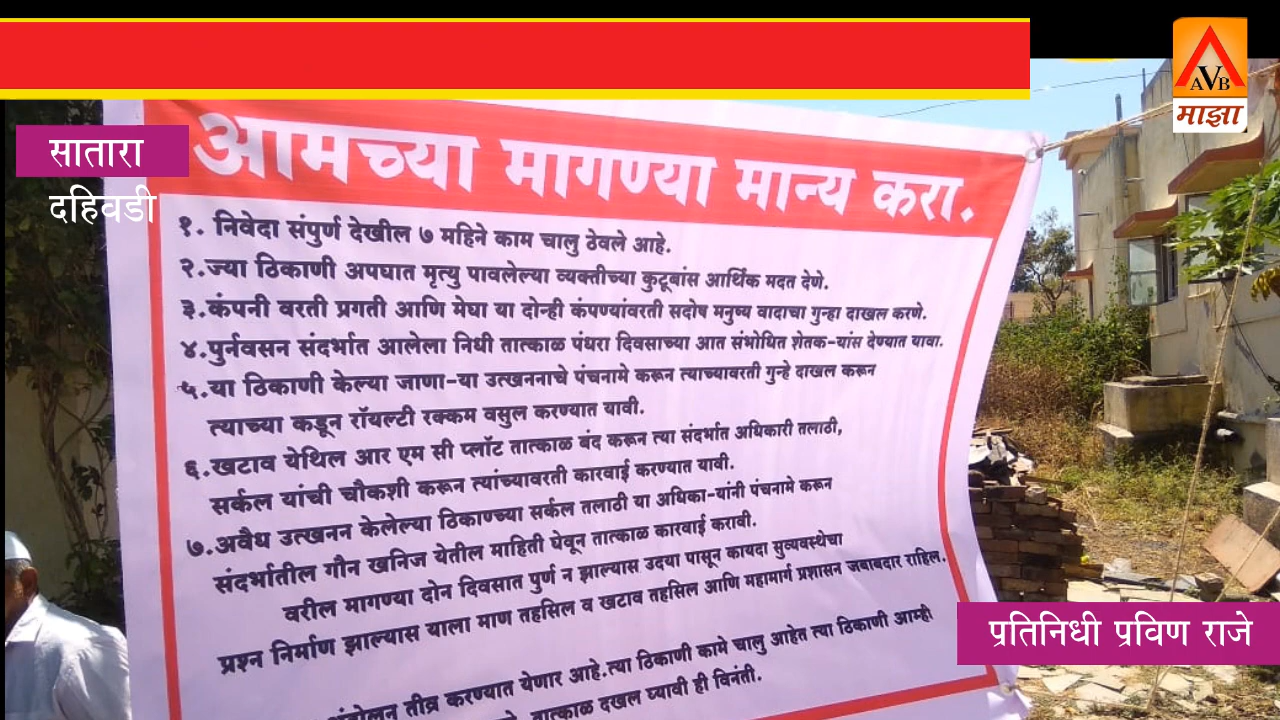 AVB
माझा
सातारा
दहिवडी
आमच्या मागण्या मान्य करा.
१. निवेदा संपुर्ण देखील ७ महिने काम चालु ठेवले आहे.
२.ज्या ठिकाणी अपघात मृत्यु पावलेल्या व्यक्तीच्या कुटूबांस आर्थिक मदत देणे.
३.कंपनी वरती प्रगती आणि मेघा या दोन्ही कंपण्यांवरती सदोष मनुष्य वादाचा गुन्हा दाखल करणे.
४.पुर्नवसन संदर्भात आलेला निधी तात्काळ पंधरा दिवसाच्या आत संभोधित शेतक-यांस देण्यात यावा.
५.या ठिकाणी केल्या जाणा-या उत्खननाचे पंचनामे करून त्याच्यावरती गुन्हे दाखल करून
त्याच्या कडून रॉयल्टी रक्कम वसुल करण्यात यावी.
६.खटाव येथिल आर एम सी प्लॉट तात्काळ बंद करून त्या संदर्भात अधिकारी तलाठी,
सर्कल यांची चौकशी करून त्यांच्यावरती कारवाई करण्यात यावी.
७.अवैध उत्खनन केलेल्या ठिकाणच्या सर्कल तलाठी या अधिका-यांनी पंचनामे करून
संदर्भातील गौन खनिज येतील माहिती घेवून तात्काळ कारवाई करावी.
वरील मागण्या दोन दिवसात पुर्ण न झाल्यास उदया पासून कायदा सुव्यवस्थेचा
प्रश्न निर्माण झाल्यास याला माण तहसिल व खटाव तहसिल आणि महामार्ग प्रशासन जबाबदार राहिल.
आंदोलन तीव्र करण्यात येणार आहे.त्या ठिकाणी कामे चालु आहेत त्या ठिकाणी आम्ही
तात्काळ दखल घ्यावी ही विनंती.
प्रतिनिधी प्रविण राजे